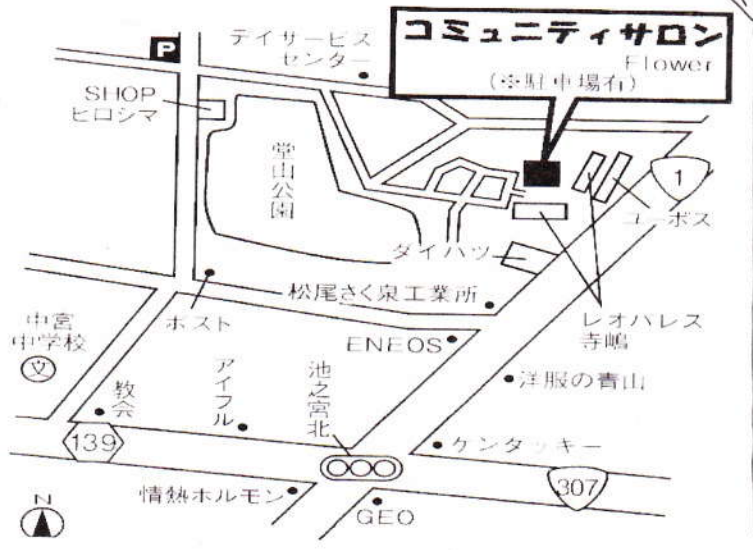 コミュニティサロン
Flower
(※駐車場有)
P
デイサービス
センター
SHOP
ヒロシマ
堂山公園
1
ユーポス
ダイハツ
レオパレス
寺嶋
松尾さく泉工業所
ポスト
中宮
中学校
文
ENEOS
洋服の青山
教会
アイフル
池之宮北
ケンタッキー
139
307
情熱ホルモン
GEO
N